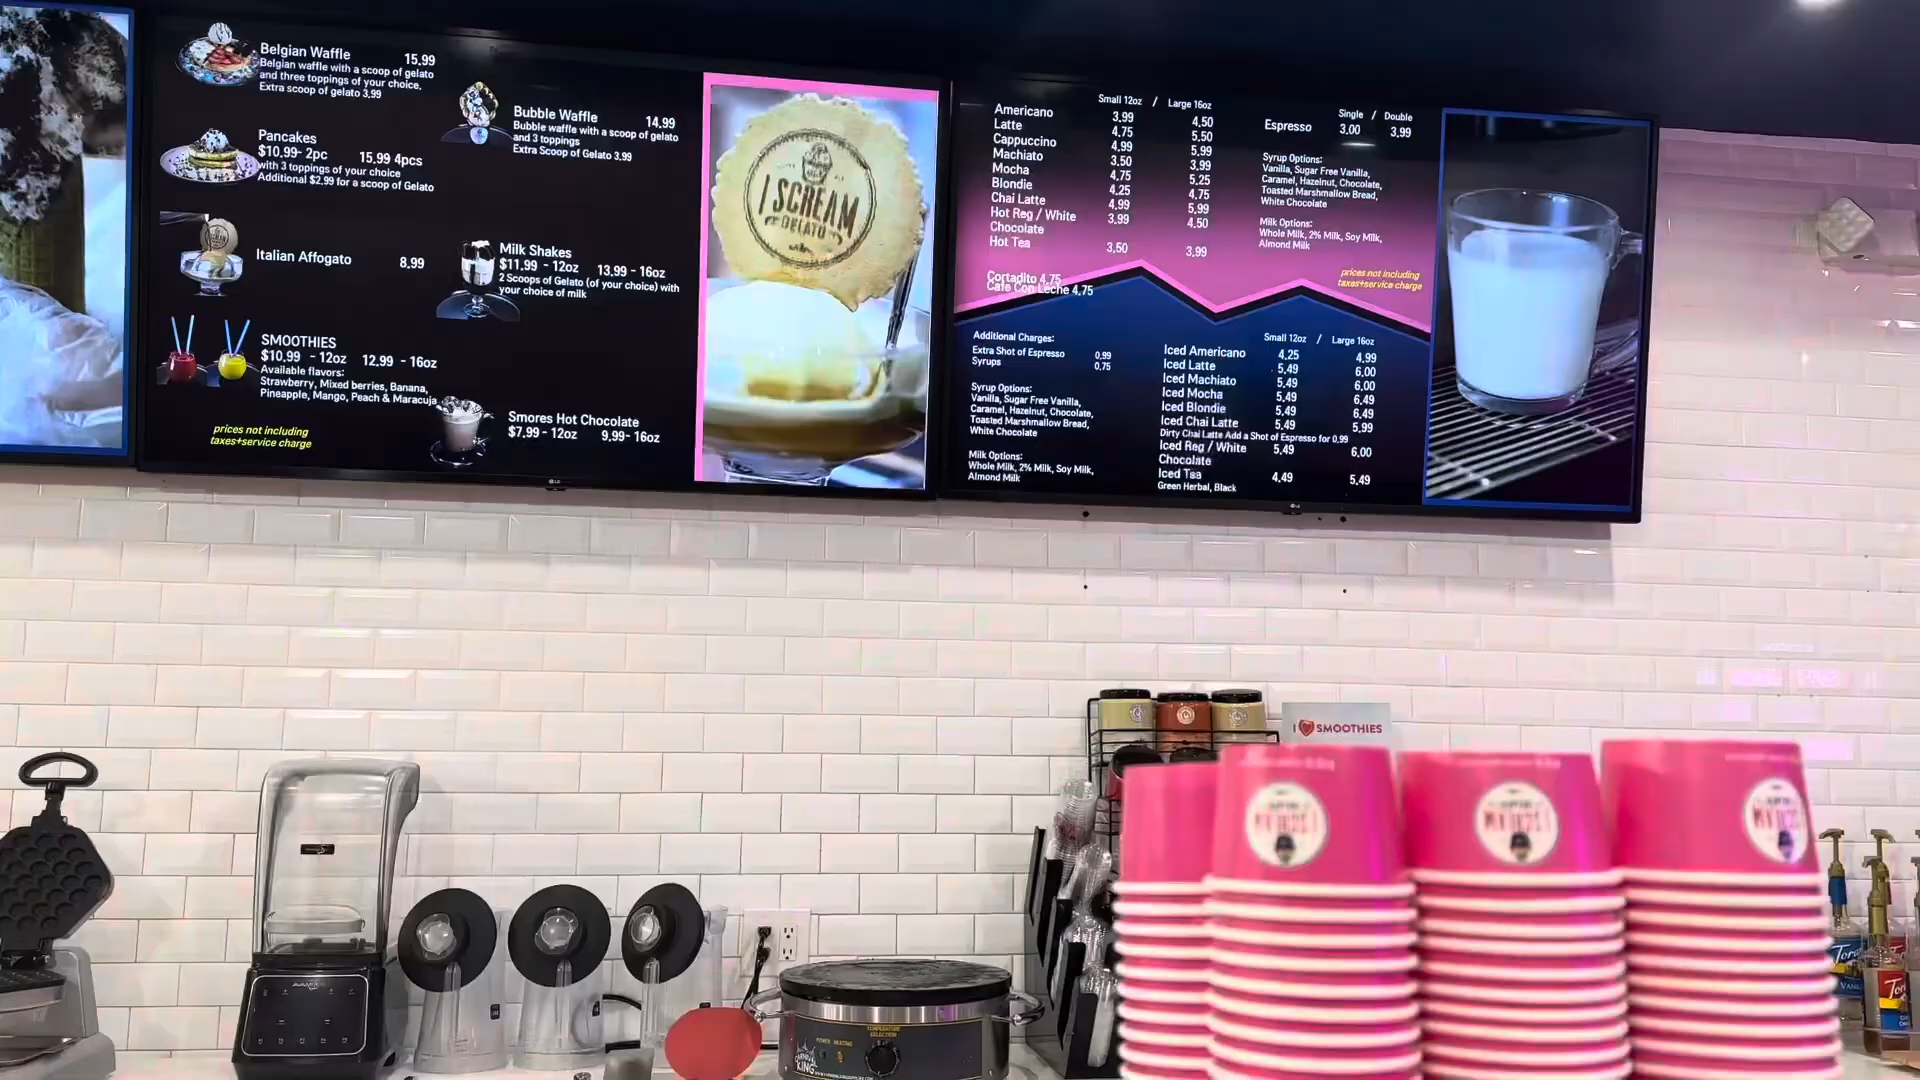 Belgian Waffle 15.99
Belgian waffle with a scoop of gelato
and three toppings of your choice.
Extra scoop of gelato 3,99
Pancakes
$10.99- 2pc 15.99 4pcs
with 3 toppings of your choice
Additional $2.99 for a scoop of Gelato
Italian Affogato 8,99
SMOOTHIES
$10,99 - 12oz 12,99 - 16oz
Available flavors:
Strawberry, Mixed berries, Banana,
Pineapple, Mango, Peach & Maracuja
prices not including
taxes+service charge
Bubble Waffle 14.99
Bubble waffle with a scoop of gelato
and 3 toppings
Extra Scoop of Gelato 3.99
Milk Shakes
$11.99 - 12oz 13.99 - 16oz
2 Scoops of Gelato (of your choice) with
your choice of milk
Smores Hot Chocolate
$7.99 - 12oz 9,99- 16oz
I SCREAM
GELATO
LG
Small 12oz / Large 16oz
Americano 3.99 4.50
Latte 4.75 5.50
Cappuccino 4.99 5.99
Machiato 3.50 3.99
Mocha 4.75 5.25
Blondie 4.25 4.75
Chai Latte 4.99 5.99
Hot Reg / White 3.99 4.50
Chocolate
Hot Tea 3,50 3,99
Cortadito 4.75
Cafe Con Leche 4.75
Single / Double
Espresso 3.00 3.99
Syrup Options:
Vanilla, Sugar Free Vanilla,
Caramel, Hazelnut, Chocolate,
Toasted Marshmallow Bread,
White Chocolate
Milk Options:
Whole Milk, 2% Milk, Soy Milk,
Almond Milk
prices not including
taxes+service charge
Additional Charges:
Extra Shot of Espresso 0,99
Syrups 0,75
Syrup Options:
Vanilla, Sugar Free Vanilla,
Caramel, Hazelnut, Chocolate,
Toasted Marshmallow Bread,
White Chocolate
Milk Options:
Whole Milk, 2% Milk, Soy Milk,
Almond Milk
Small 12oz / Large 16oz
Iced Americano 4,25 4,99
Iced Latte 5,49 6,00
Iced Machiato 5,49 6,00
Iced Mocha 5,49 6,49
Iced Blondie 5,49 6,49
Iced Chai Latte 5,49 5,99
Dirty Chai Latte Add a Shot of Espresso for 0,99
Iced Reg / White 5,49 6,00
Chocolate
Iced Tea 4,49 5,49
Green Herbal, Black
LG
I SMOOTHIES
TEMPERATURE
SELECTION
POWER HEATING
CARNIVAL
KING
VANIL